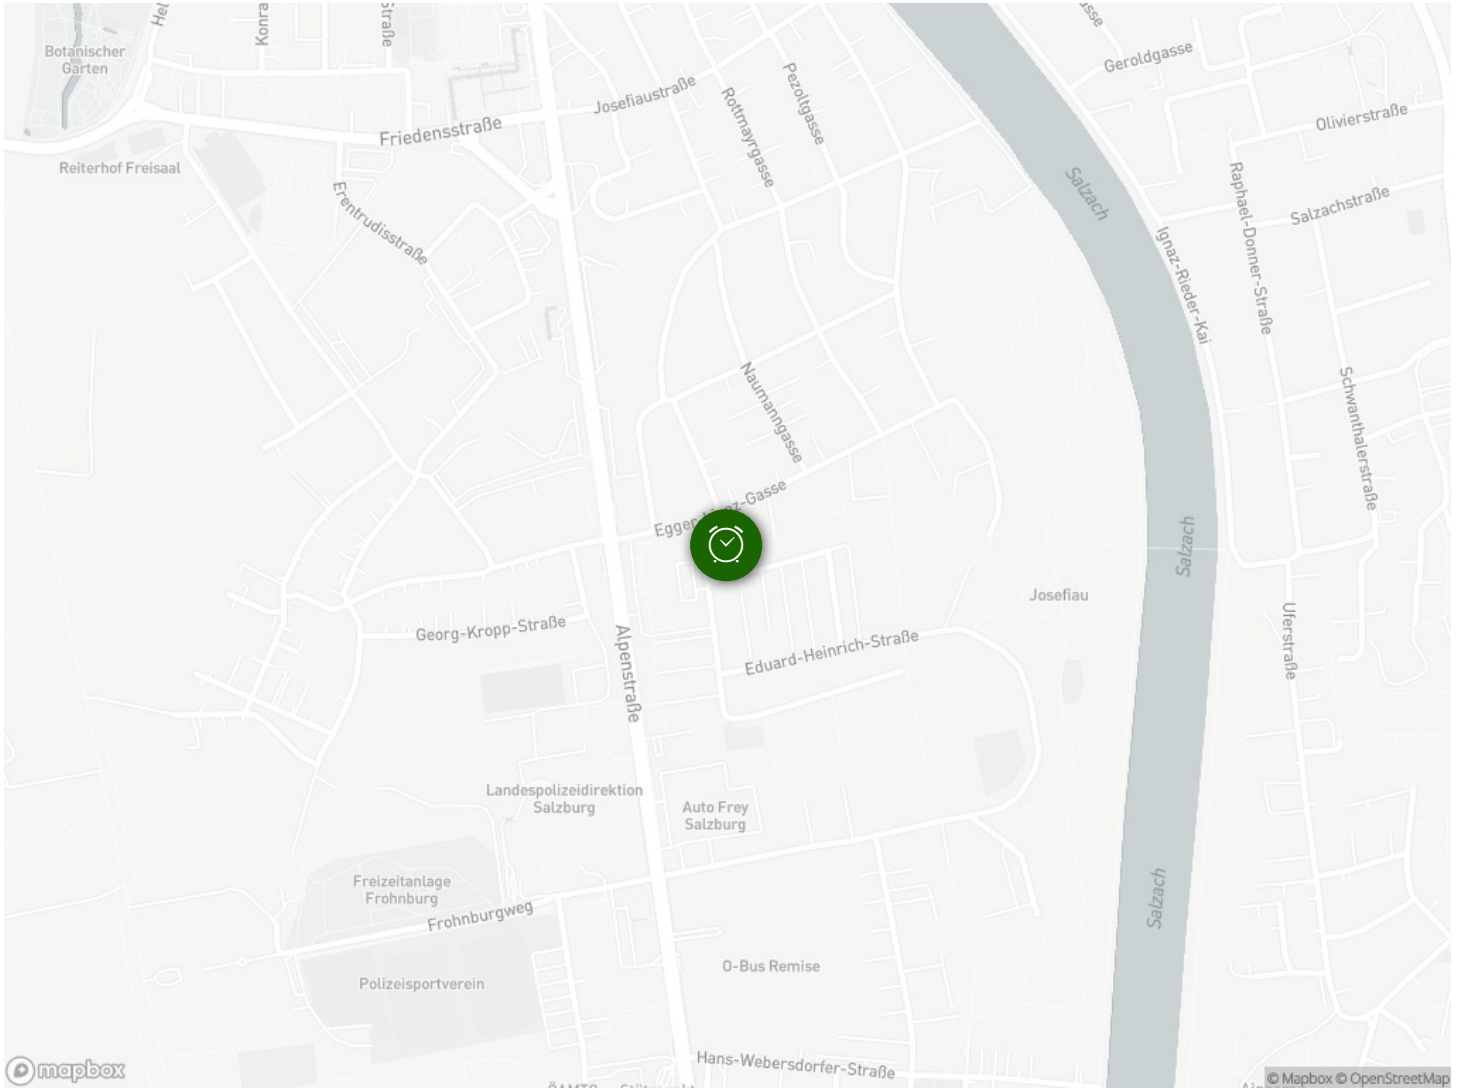 Botanischer
Garten
Konra
Straße
Geroldgasse
Josefiaustraße
Pezoltgasse
Rottmayrgasse
Friedensstraße
Olivierstraße
Reiterhof Freisaal
Erentrudisstraße
Salzach
Raphael-Donner-Straße
Salzachstraße
Ignaz-Rieder-Kai
Naumanngasse
Schwanthalerstraße
Salzach
Josefiau
Georg-Kropp-Straße
Alpenstraße
Eduard-Heinrich-Straße
Uferstraße
Landespolizeidirektion
Salzburg
Auto Frey
Salzburg
Freizeitanlage
Frohnburg
Frohnburgweg
Salzach
O-Bus Remise
Polizeisportverein
Hans-Webersdorfer-Straße
mapbox
© Mapbox © OpenStreetMap